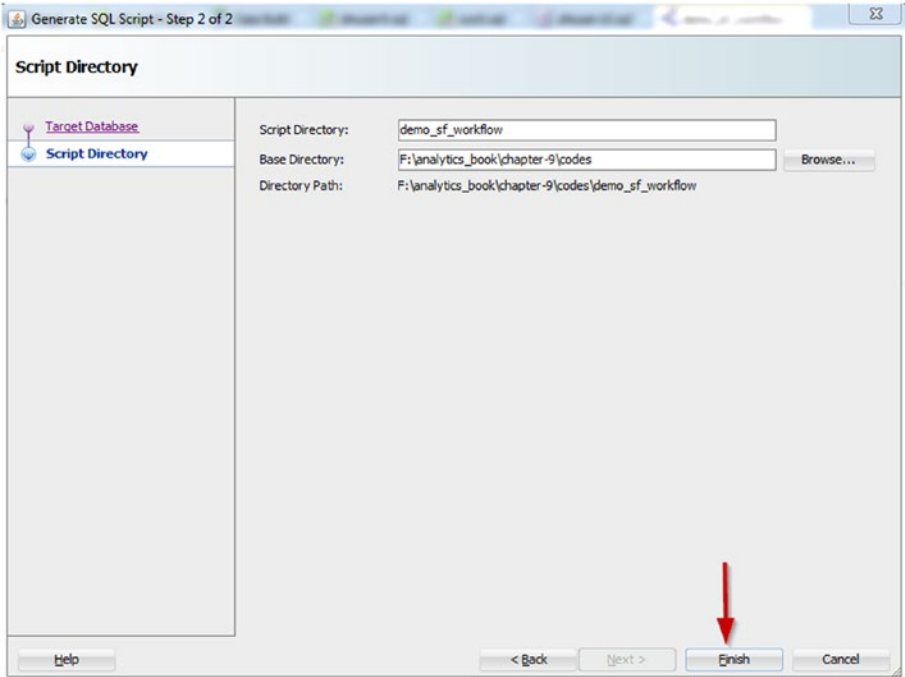 Generate SQL Script - Step 2 of 2
Script Directory
Target Database
Script Directory
Script Directory: demo_sf_workflow
Base Directory: F:\analytics_book\chapter-9\codes Browse...
Directory Path: F:\analytics_book\chapter-9\codes\demo_sf_workflow
Help < Back Next > Finish Cancel